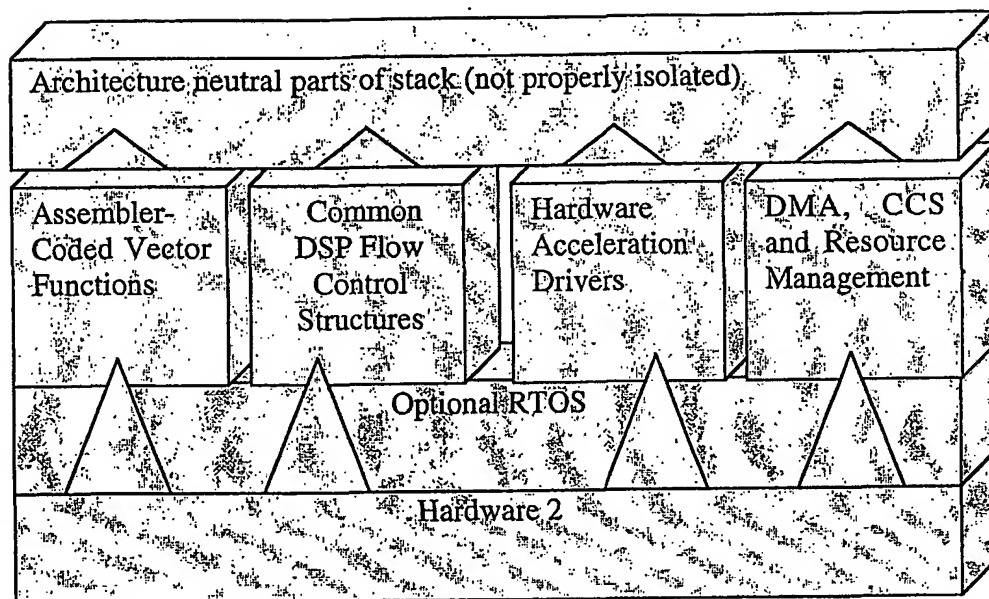 Architecture neutral parts of stack (not properly isolated)
Assembler-
Coded Vector
Functions
Common
DSP Flow
Control
Structures
Hardware
Acceleration
Drivers
DMA, CCS
and Resource
Management
Optional RTOS
Hardware 2